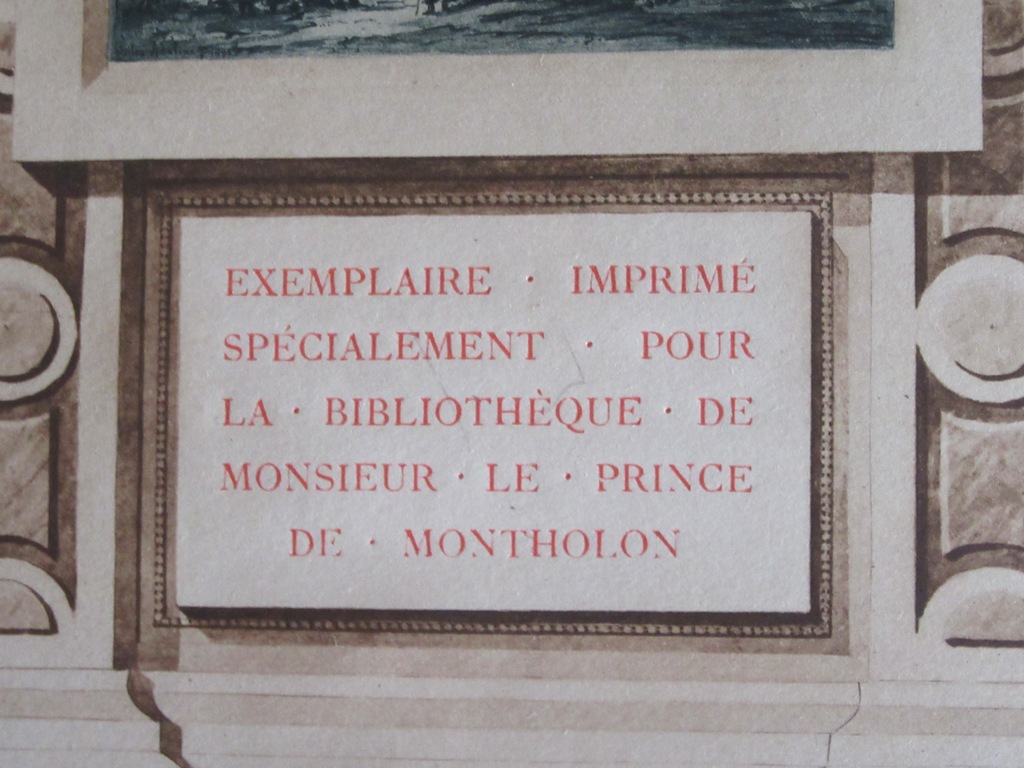 EXEMPLAIRE · IMPRIMÉ
SPÉCIALEMENT · POUR
LA · BIBLIOTHÈQUE · DE
MONSIEUR · LE · PRINCE
DE · MONTHOLON